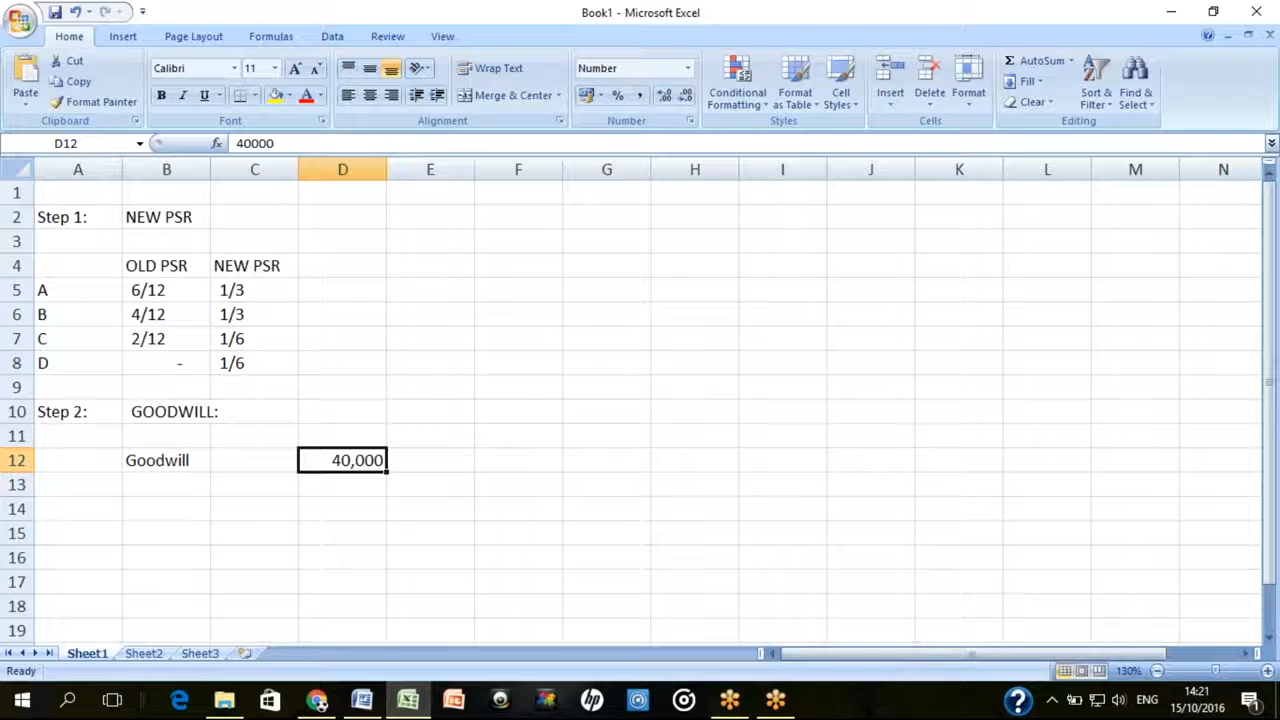 Book1 - Microsoft Excel
Home Insert Page Layout Formulas Data Review View
Cut
Copy
Format Painter
Paste
Clipboard
Calibri 11
B I U
Font
Wrap Text
Merge & Center
Alignment
Number
%
Number
Conditional Formatting
Format as Table
Cell Styles
Styles
Insert Delete Format
Cells
AutoSum
Fill
Clear
Sort & Filter
Find & Select
Editing
D12 fx 40000
A B C D E F G H I J K L M N
1
2 Step 1: NEW PSR
3
4 OLD PSR NEW PSR
5 A 6/12 1/3
6 B 4/12 1/3
7 C 2/12 1/6
8 D - 1/6
9
10 Step 2: GOODWILL:
11
12 Goodwill 40,000
13
14
15
16
17
18
19
Sheet1 Sheet2 Sheet3
Ready 130%
ENG 14:21
15/10/2016